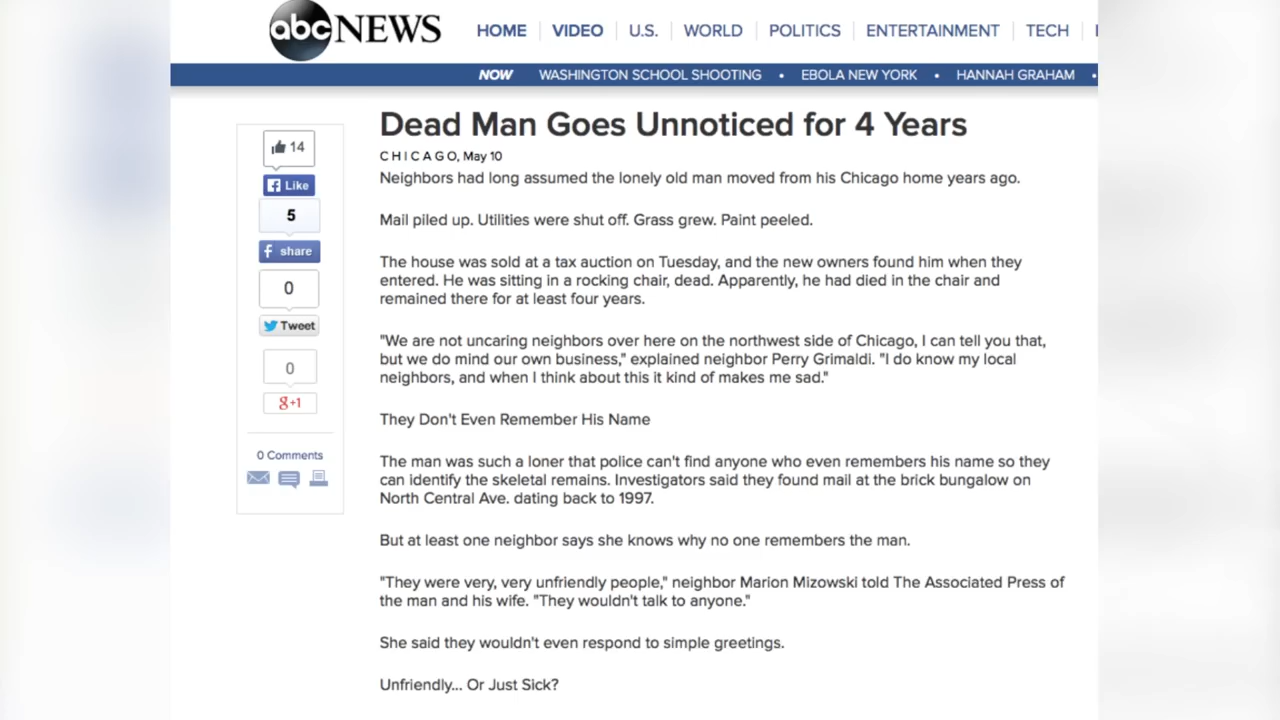 abc NEWS
HOME VIDEO U.S. WORLD POLITICS ENTERTAINMENT TECH
NOW WASHINGTON SCHOOL SHOOTING • EBOLA NEW YORK • HANNAH GRAHAM •
Dead Man Goes Unnoticed for 4 Years
CHICAGO, May 10
Neighbors had long assumed the lonely old man moved from his Chicago home years ago.
Mail piled up. Utilities were shut off. Grass grew. Paint peeled.
The house was sold at a tax auction on Tuesday, and the new owners found him when they
entered. He was sitting in a rocking chair, dead. Apparently, he had died in the chair and
remained there for at least four years.
"We are not uncaring neighbors over here on the northwest side of Chicago, I can tell you that,
but we do mind our own business," explained neighbor Perry Grimaldi. "I do know my local
neighbors, and when I think about this it kind of makes me sad."
They Don't Even Remember His Name
The man was such a loner that police can't find anyone who even remembers his name so they
can identify the skeletal remains. Investigators said they found mail at the brick bungalow on
North Central Ave. dating back to 1997.
But at least one neighbor says she knows why no one remembers the man.
"They were very, very unfriendly people," neighbor Marion Mizowski told The Associated Press of
the man and his wife. "They wouldn't talk to anyone."
She said they wouldn't even respond to simple greetings.
Unfriendly... Or Just Sick?
14
f Like
5
f share
0
Tweet
0
g+1
0 Comments